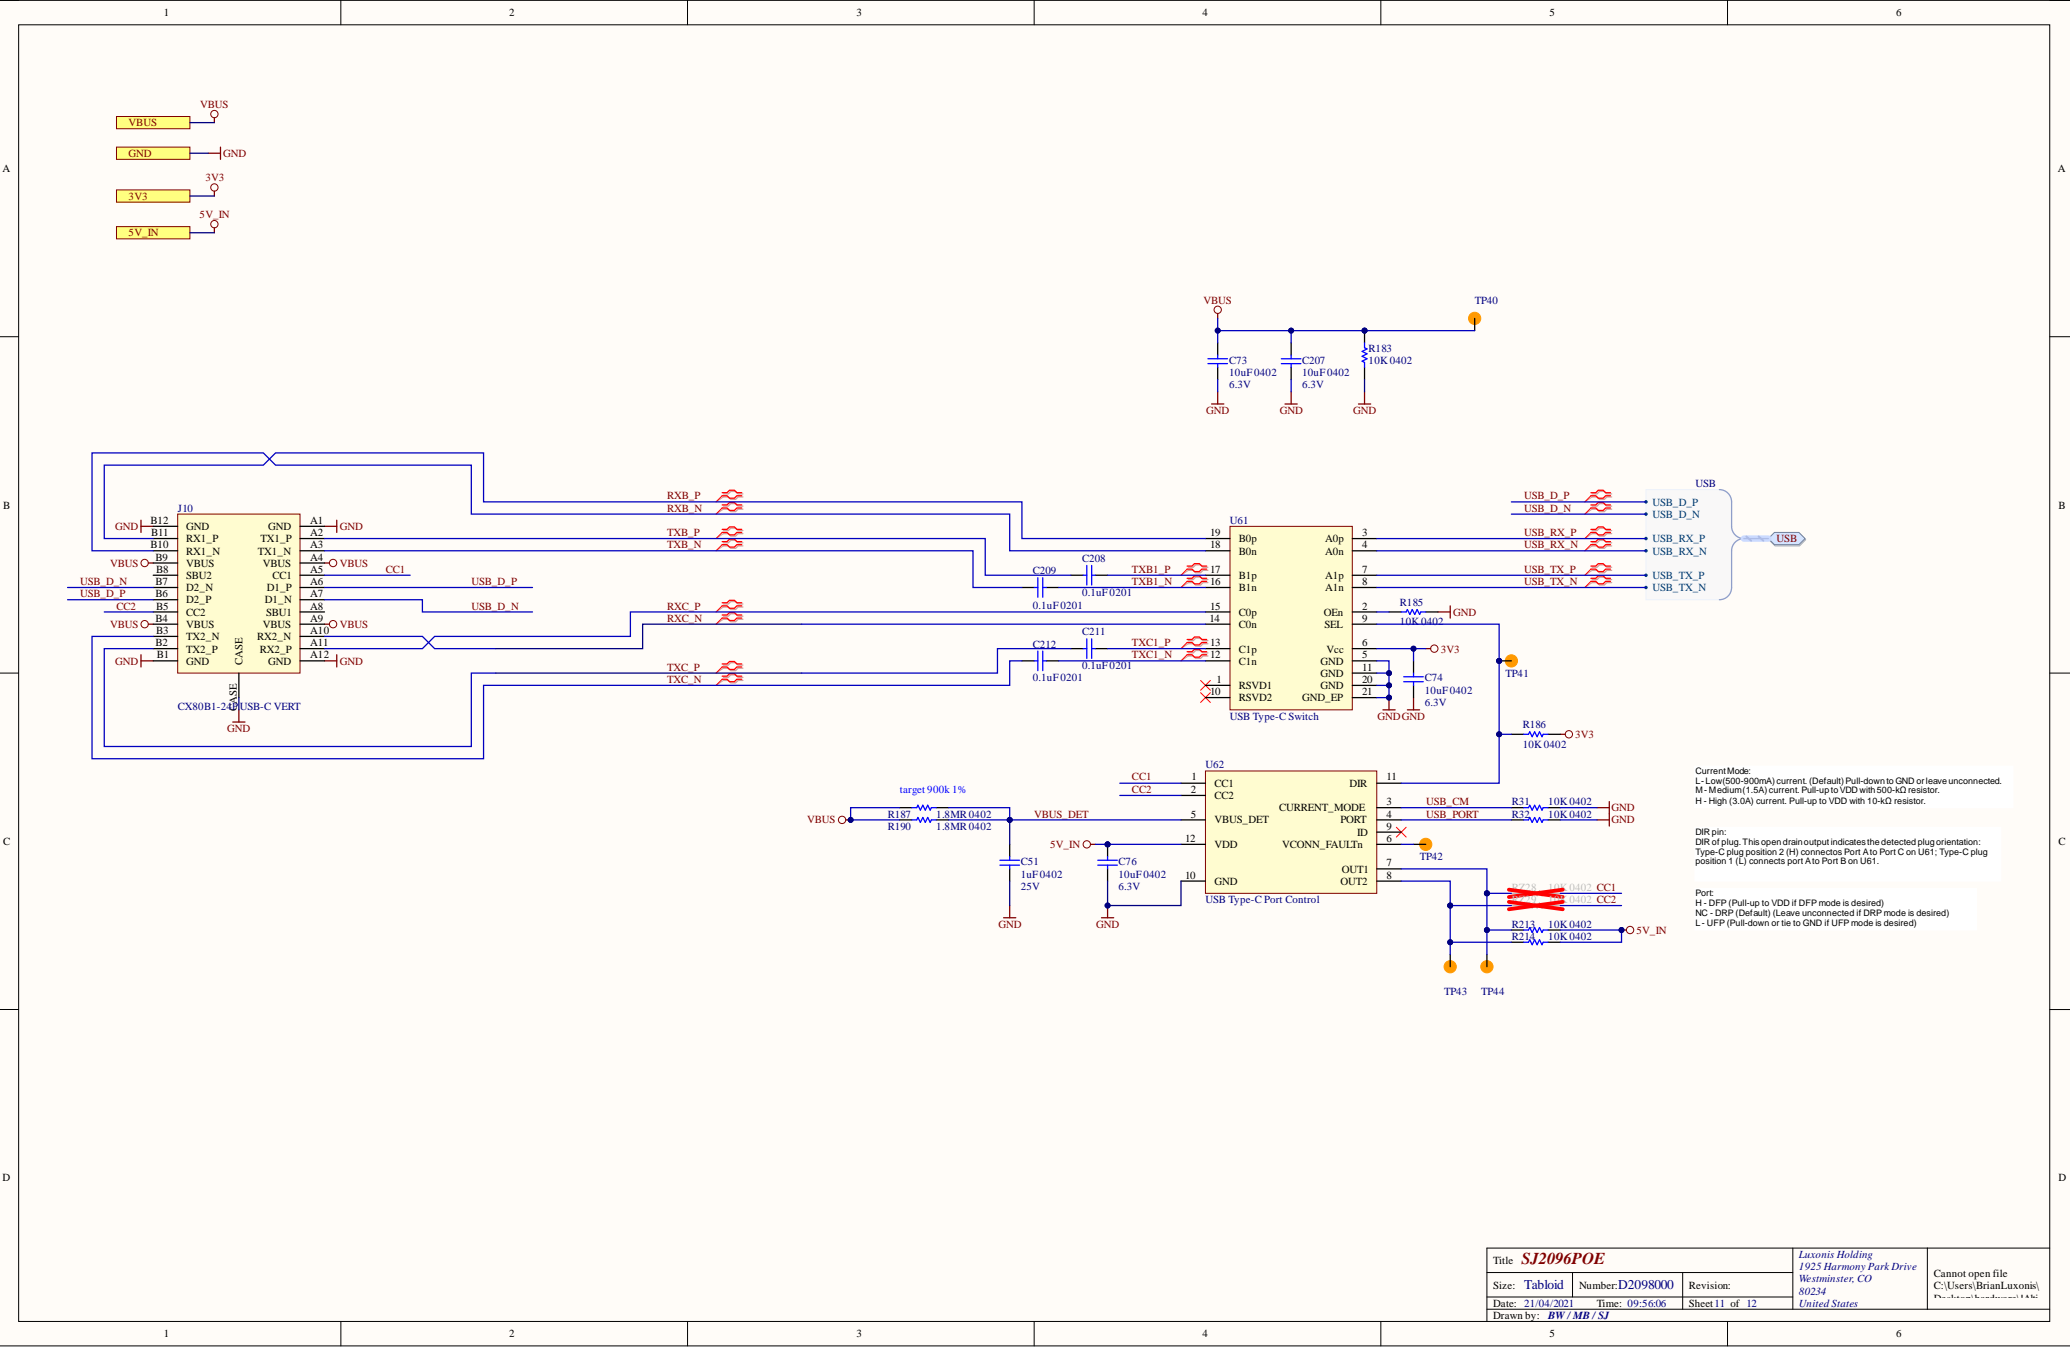 1 2 3 4 5 6
A A
B B
C C
D D
VBUS
VBUS
GND GND
3V3
3V3
5V_IN
5V_IN
VBUS
TP40
C73
10uF 0402
6.3V
C207
10uF 0402
6.3V
R183
10K 0402
GND GND GND
J10
GND B12 GND GND A1 GND
B11 RX1_P TX1_P A2
B10 RX1_N TX1_N A3
VBUS B9 VBUS VBUS A4 VBUS
B8 SBU2 CC1 A5 CC1
USB_D_N B7 D2_N D1_P A6 USB_D_P
USB_D_P B6 D2_P D1_N A7
CC2 B5 CC2 SBU1 A8 USB_D_N
VBUS B4 VBUS VBUS A9 VBUS
B3 TX2_N RX2_N A10
B2 TX2_P RX2_P A11
GND B1 GND GND A12 GND
CASE
CASE
CX80B1-24 USB-C VERT
GND
RXB_P
RXB_N
TXB_P
TXB_N
RXC_P
RXC_N
TXC_P
TXC_N
C208
0.1uF 0201
C209
0.1uF 0201
C211
0.1uF 0201
C212
0.1uF 0201
TXB1_P
TXB1_N
TXC1_P
TXC1_N
U61
19 B0p A0p 3
18 B0n A0n 4
17 B1p A1p 7
16 B1n A1n 8
15 C0p OEn 2
14 C0n SEL 9
13 C1p Vcc 6
12 C1n GND 5
GND 11
1 RSVD1 GND 20
10 RSVD2 GND_EP 21
USB Type-C Switch
USB_D_P
USB_D_N
USB_RX_P
USB_RX_N
USB_TX_P
USB_TX_N
USB
USB_D_P
USB_D_N
USB_RX_P
USB_RX_N
USB_TX_P
USB_TX_N
USB
R185
10K 0402
GND
3V3
C74
10uF 0402
6.3V
GND GND
TP41
R186
10K 0402
3V3
U62
CC1 1 CC1 DIR 11
CC2 2 CC2
CURRENT_MODE 3 USB_CM R31 10K 0402 GND
VBUS_DET 5 VBUS_DET PORT 4 USB_PORT R32 10K 0402 GND
ID 9
5V_IN 12 VDD VCONN_FAULTn 6
TP42
OUT1 7
10 GND OUT2 8
USB Type-C Port Control
target 900k 1%
VBUS
R187 1.8MR 0402
R190 1.8MR 0402
C51
1uF 0402
25V
GND
C76
10uF 0402
6.3V
GND
10K 0402 CC1
0402 CC2
R213 10K 0402
R214 10K 0402
5V_IN
TP43 TP44
Current Mode:
L - Low(500-900mA) current. (Default) Pull-down to GND or leave unconnected.
M - Medium (1.5A) current. Pull-up to VDD with 500-kΩ resistor.
H - High (3.0A) current. Pull-up to VDD with 10-kΩ resistor.
DIR pin:
DIR of plug. This open drain output indicates the detected plug orientation:
Type-C plug position 2 (H) connectos Port A to Port C on U61; Type-C plug
position 1 (L) connects port A to Port B on U61.
Port:
H - DFP (Pull-up to VDD if DFP mode is desired)
NC - DRP (Default) (Leave unconnected if DRP mode is desired)
L - UFP (Pull-down or tie to GND if UFP mode is desired)
Title SJ2096POE
Size: Tabloid Number: D2098000 Revision:
Date: 21/04/2021 Time: 09:56:06 Sheet 11 of 12
Drawn by: BW / MB / SJ
Luxonis Holding
1925 Harmony Park Drive
Westminster, CO
80234
United States
Cannot open file
C:\Users\BrianLuxonis\
1 2 3 4 5 6